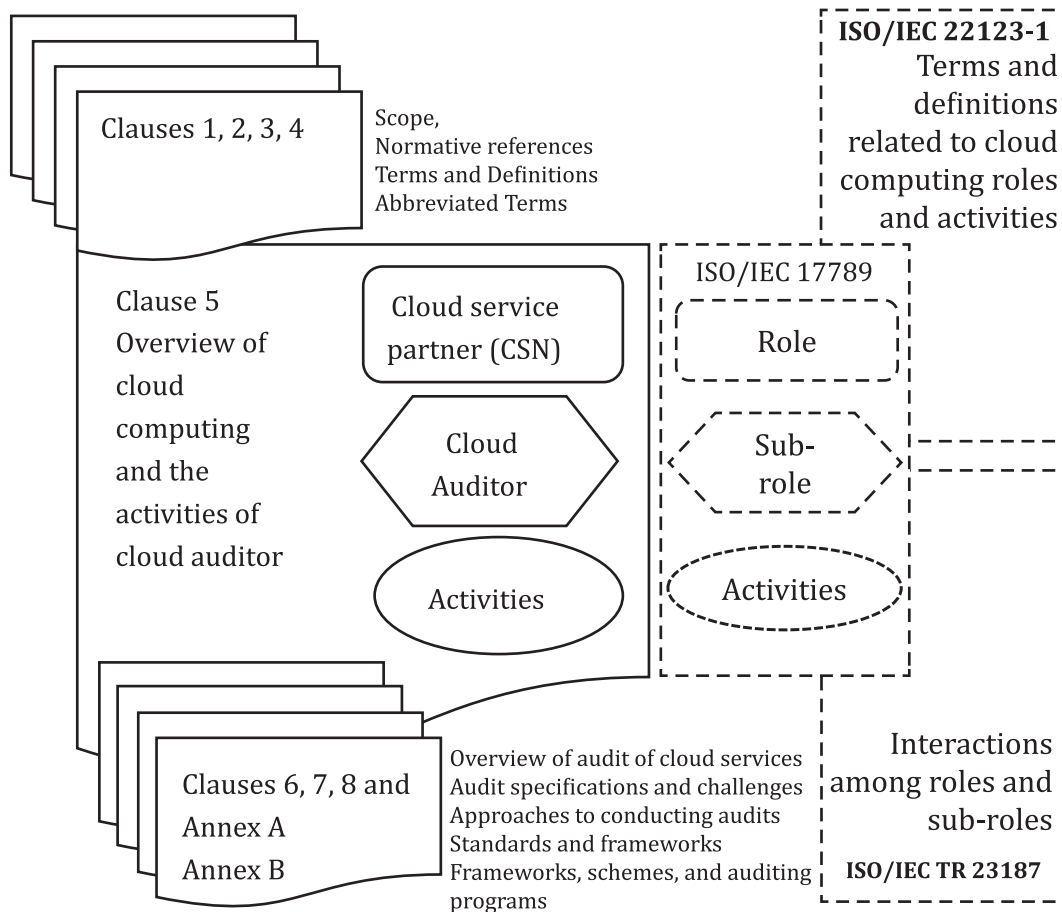 Clauses 1, 2, 3, 4
Scope,
Normative references
Terms and Definitions
Abbreviated Terms
ISO/IEC 22123-1
Terms and
definitions
related to cloud
computing roles
and activities
Clause 5
Overview of
cloud
computing
and the
activities of
cloud auditor
Cloud service
partner (CSN)
Cloud
Auditor
Activities
ISO/IEC 17789
Role
Sub-
role
Activities
Clauses 6, 7, 8 and
Annex A
Annex B
Overview of audit of cloud services
Audit specifications and challenges
Approaches to conducting audits
Standards and frameworks
Frameworks, schemes, and auditing
programs
Interactions
among roles and
sub-roles
ISO/IEC TR 23187